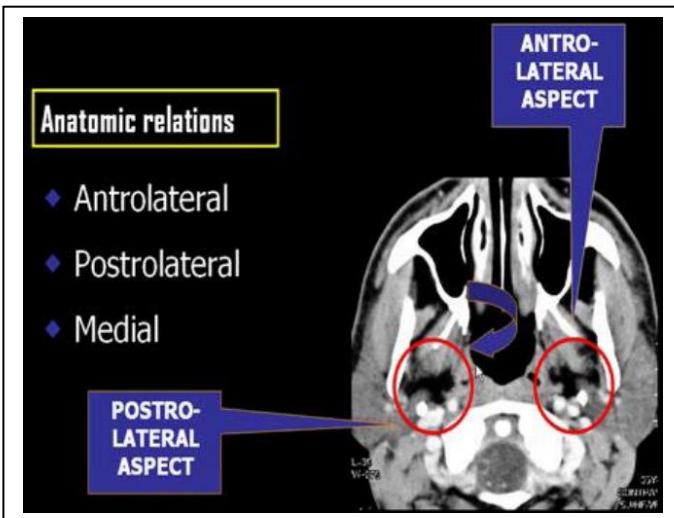 Anatomic relations
Antrolateral
Postrolateral
Medial
ANTRO-
LATERAL
ASPECT
POSTRO-
LATERAL
ASPECT